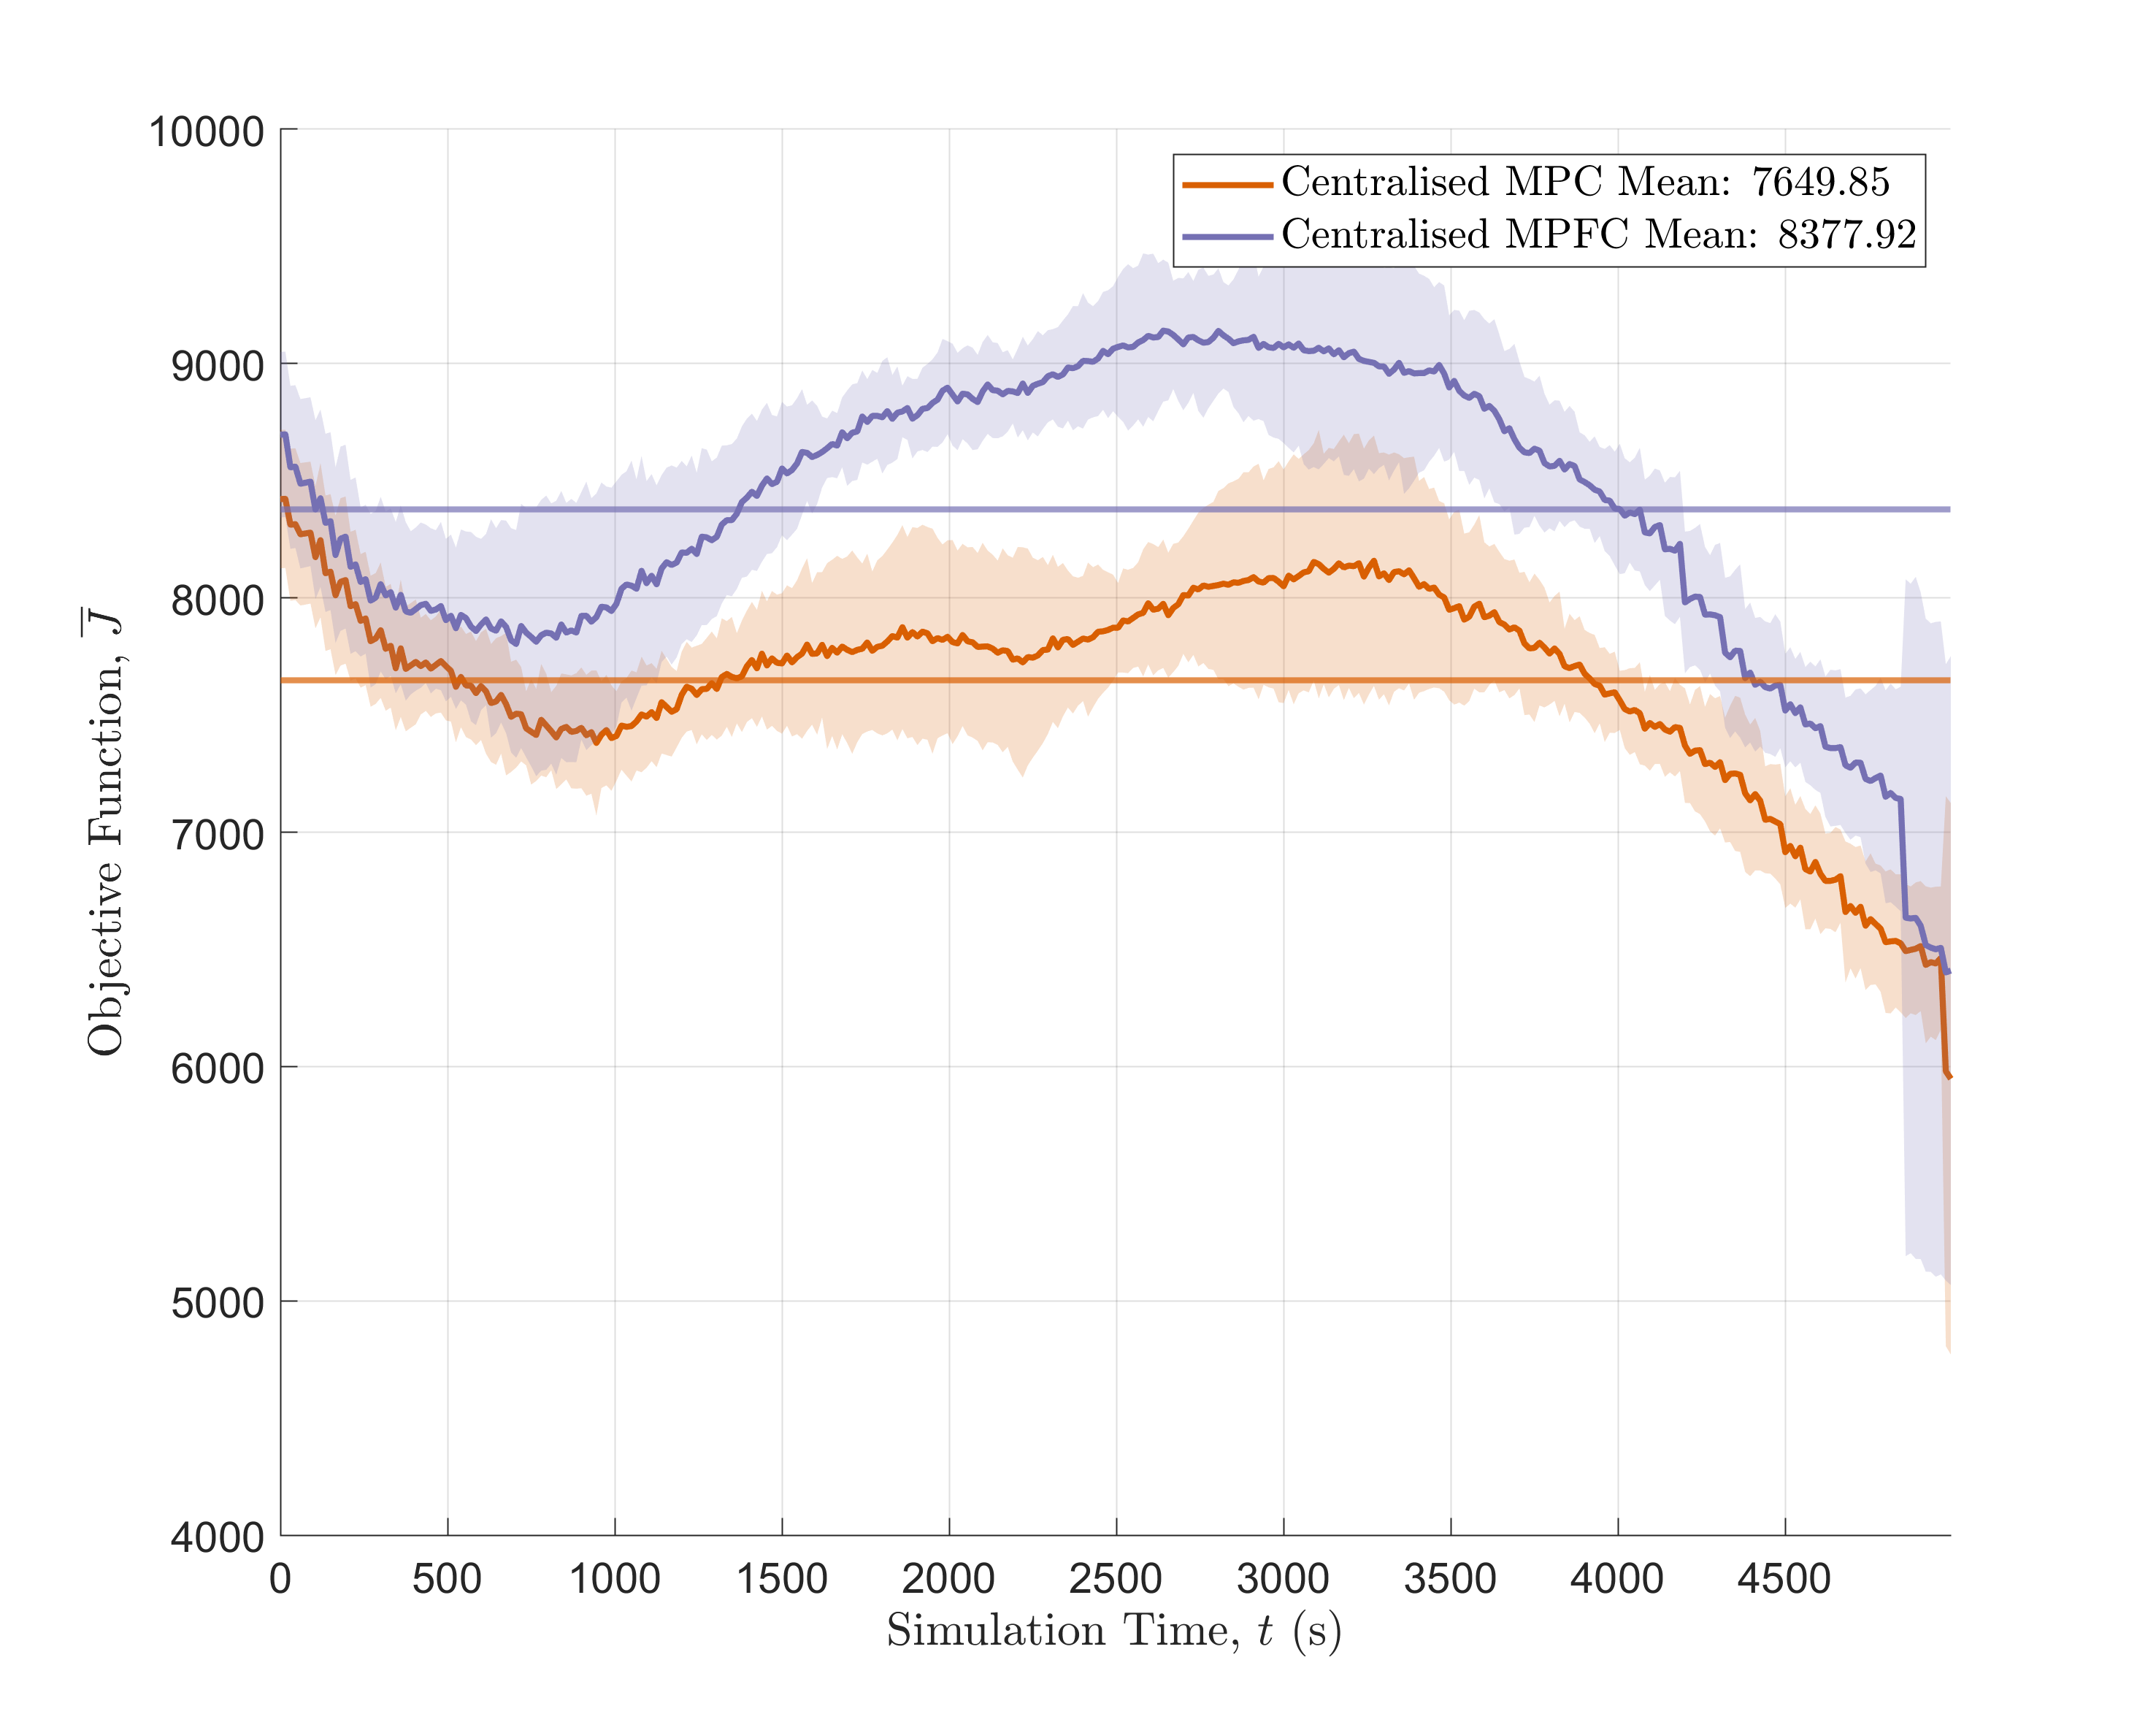 Centralised MPC Mean: 7649.85
Centralised MPFC Mean: 8377.92
10000
9000
8000
7000
6000
5000
4000
Objective Function, J̅
0 500 1000 1500 2000 2500 3000 3500 4000 4500
Simulation Time, t (s)